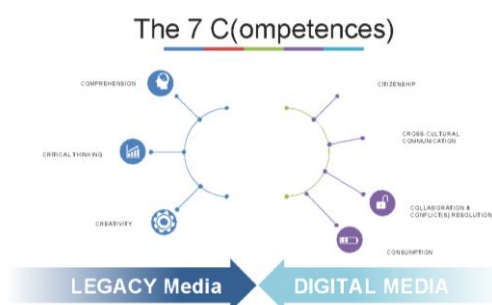 The 7 C(ompetences)
COMPREHENSION
CRITICAL THINKING
CREATIVITY
CITIZENSHIP
CROSS-CULTURAL
COMMUNICATION
COLLABORATION &
CONFLICT(S) RESOLUTION
CONSUMPTION
LEGACY Media
DIGITAL MEDIA